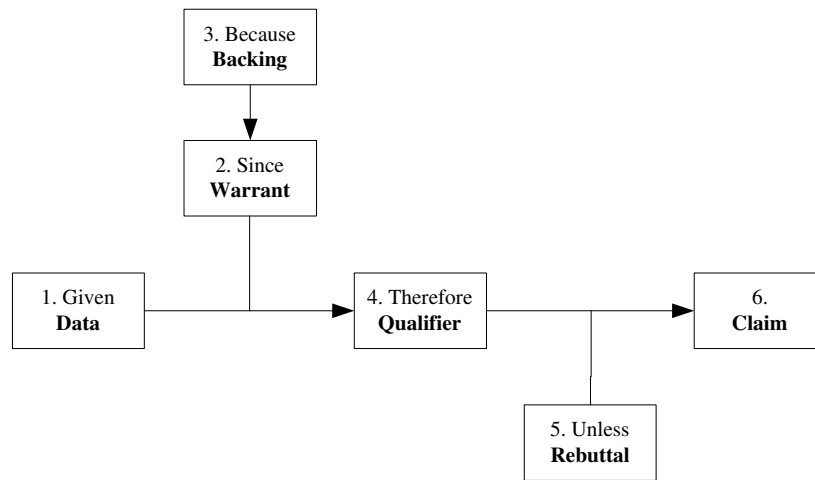 3. Because
Backing
2. Since
Warrant
1. Given
Data
4. Therefore
Qualifier
6.
Claim
5. Unless
Rebuttal